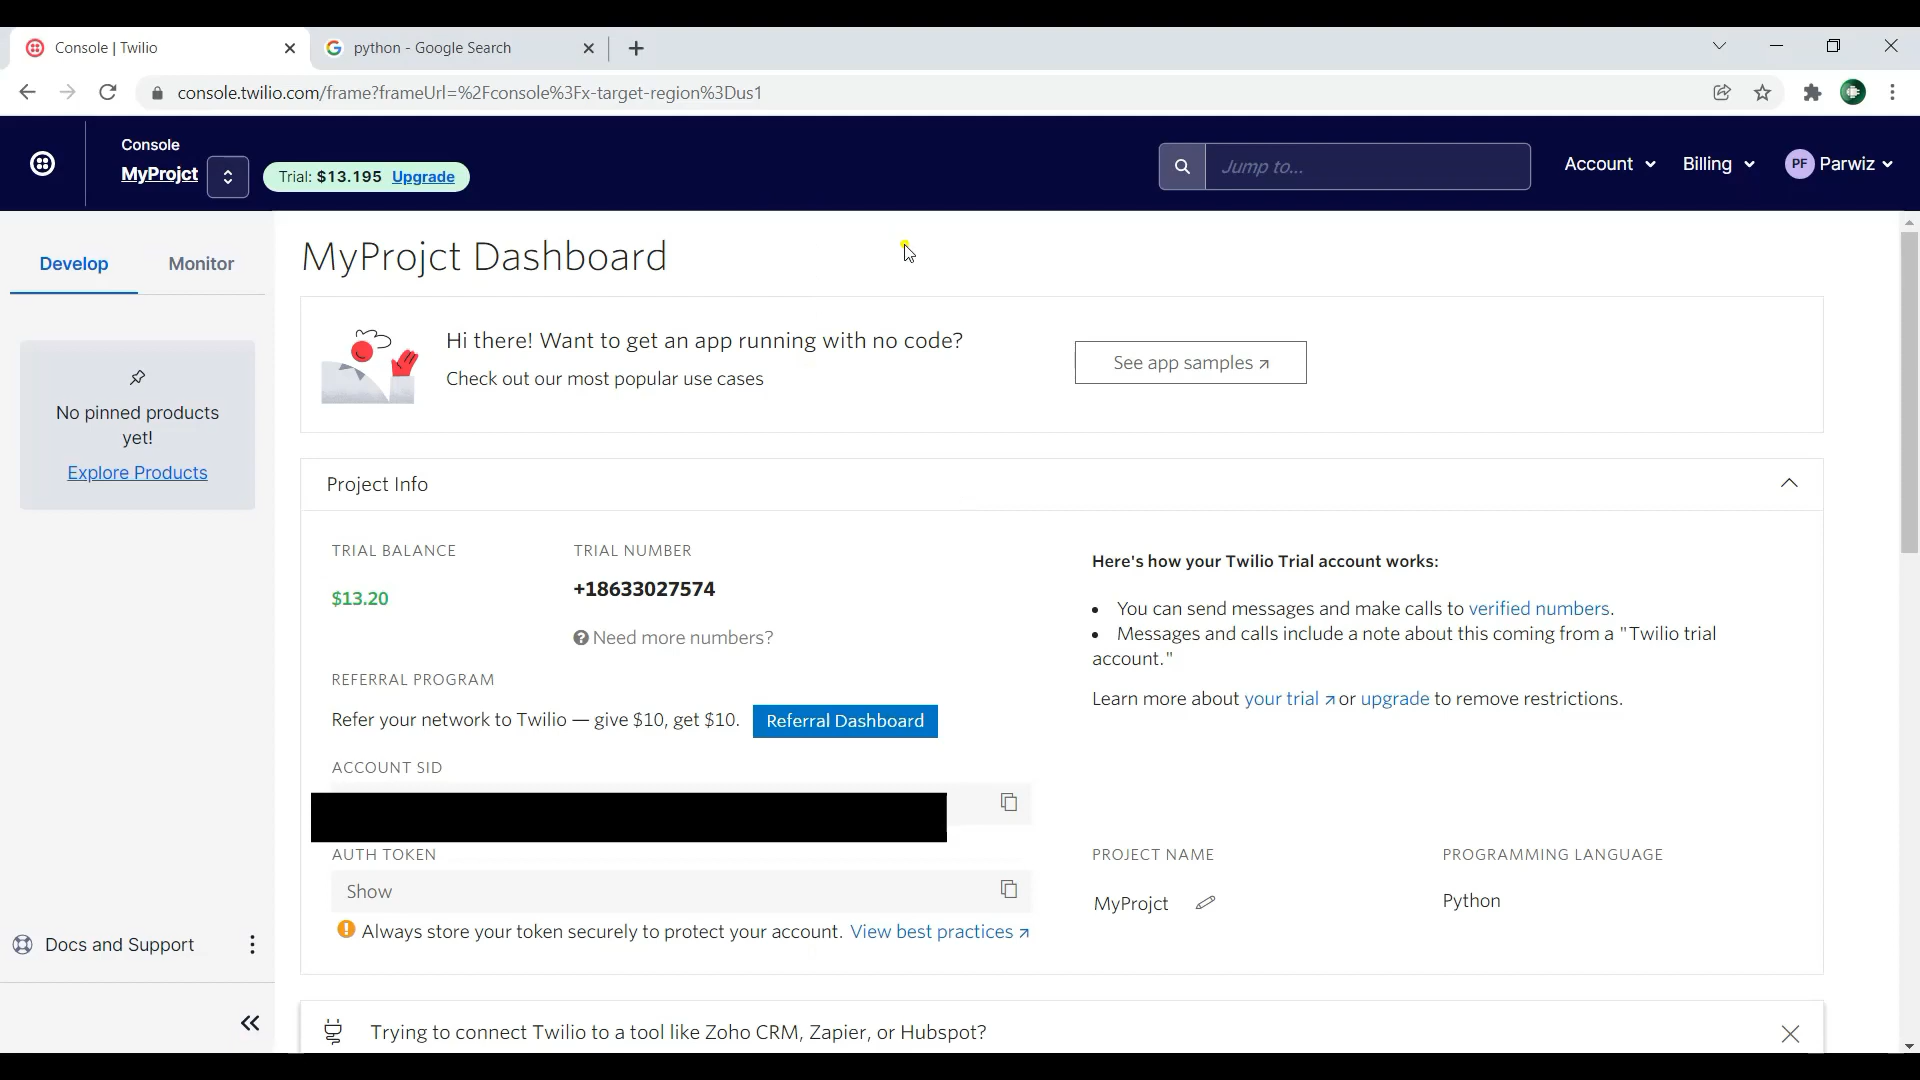 Console | Twilio
python - Google Search
console.twilio.com/frame?frameUrl=%2Fconsole%3Fx-target-region%3Dus1
Console
MyProjct
Trial: $13.195 Upgrade
Jump to...
Account
Billing
PF
Parwiz
Develop
Monitor
No pinned products
yet!
Explore Products
Docs and Support
MyProjct Dashboard
Hi there! Want to get an app running with no code?
Check out our most popular use cases
See app samples
Project Info
TRIAL BALANCE
$13.20
TRIAL NUMBER
+18633027574
Need more numbers?
REFERRAL PROGRAM
Refer your network to Twilio — give $10, get $10.
Referral Dashboard
ACCOUNT SID
AUTH TOKEN
Show
Always store your token securely to protect your account. View best practices
Here's how your Twilio Trial account works:
You can send messages and make calls to verified numbers.
Messages and calls include a note about this coming from a "Twilio trial
account."
Learn more about your trial or upgrade to remove restrictions.
PROJECT NAME
MyProjct
PROGRAMMING LANGUAGE
Python
Trying to connect Twilio to a tool like Zoho CRM, Zapier, or Hubspot?